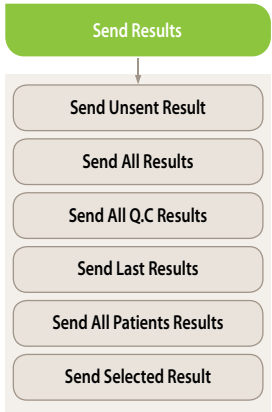 Send Results
Send Unsent Result
Send All Results
Send All Q.C Results
Send Last Results
Send All Patients Results
Send Selected Result